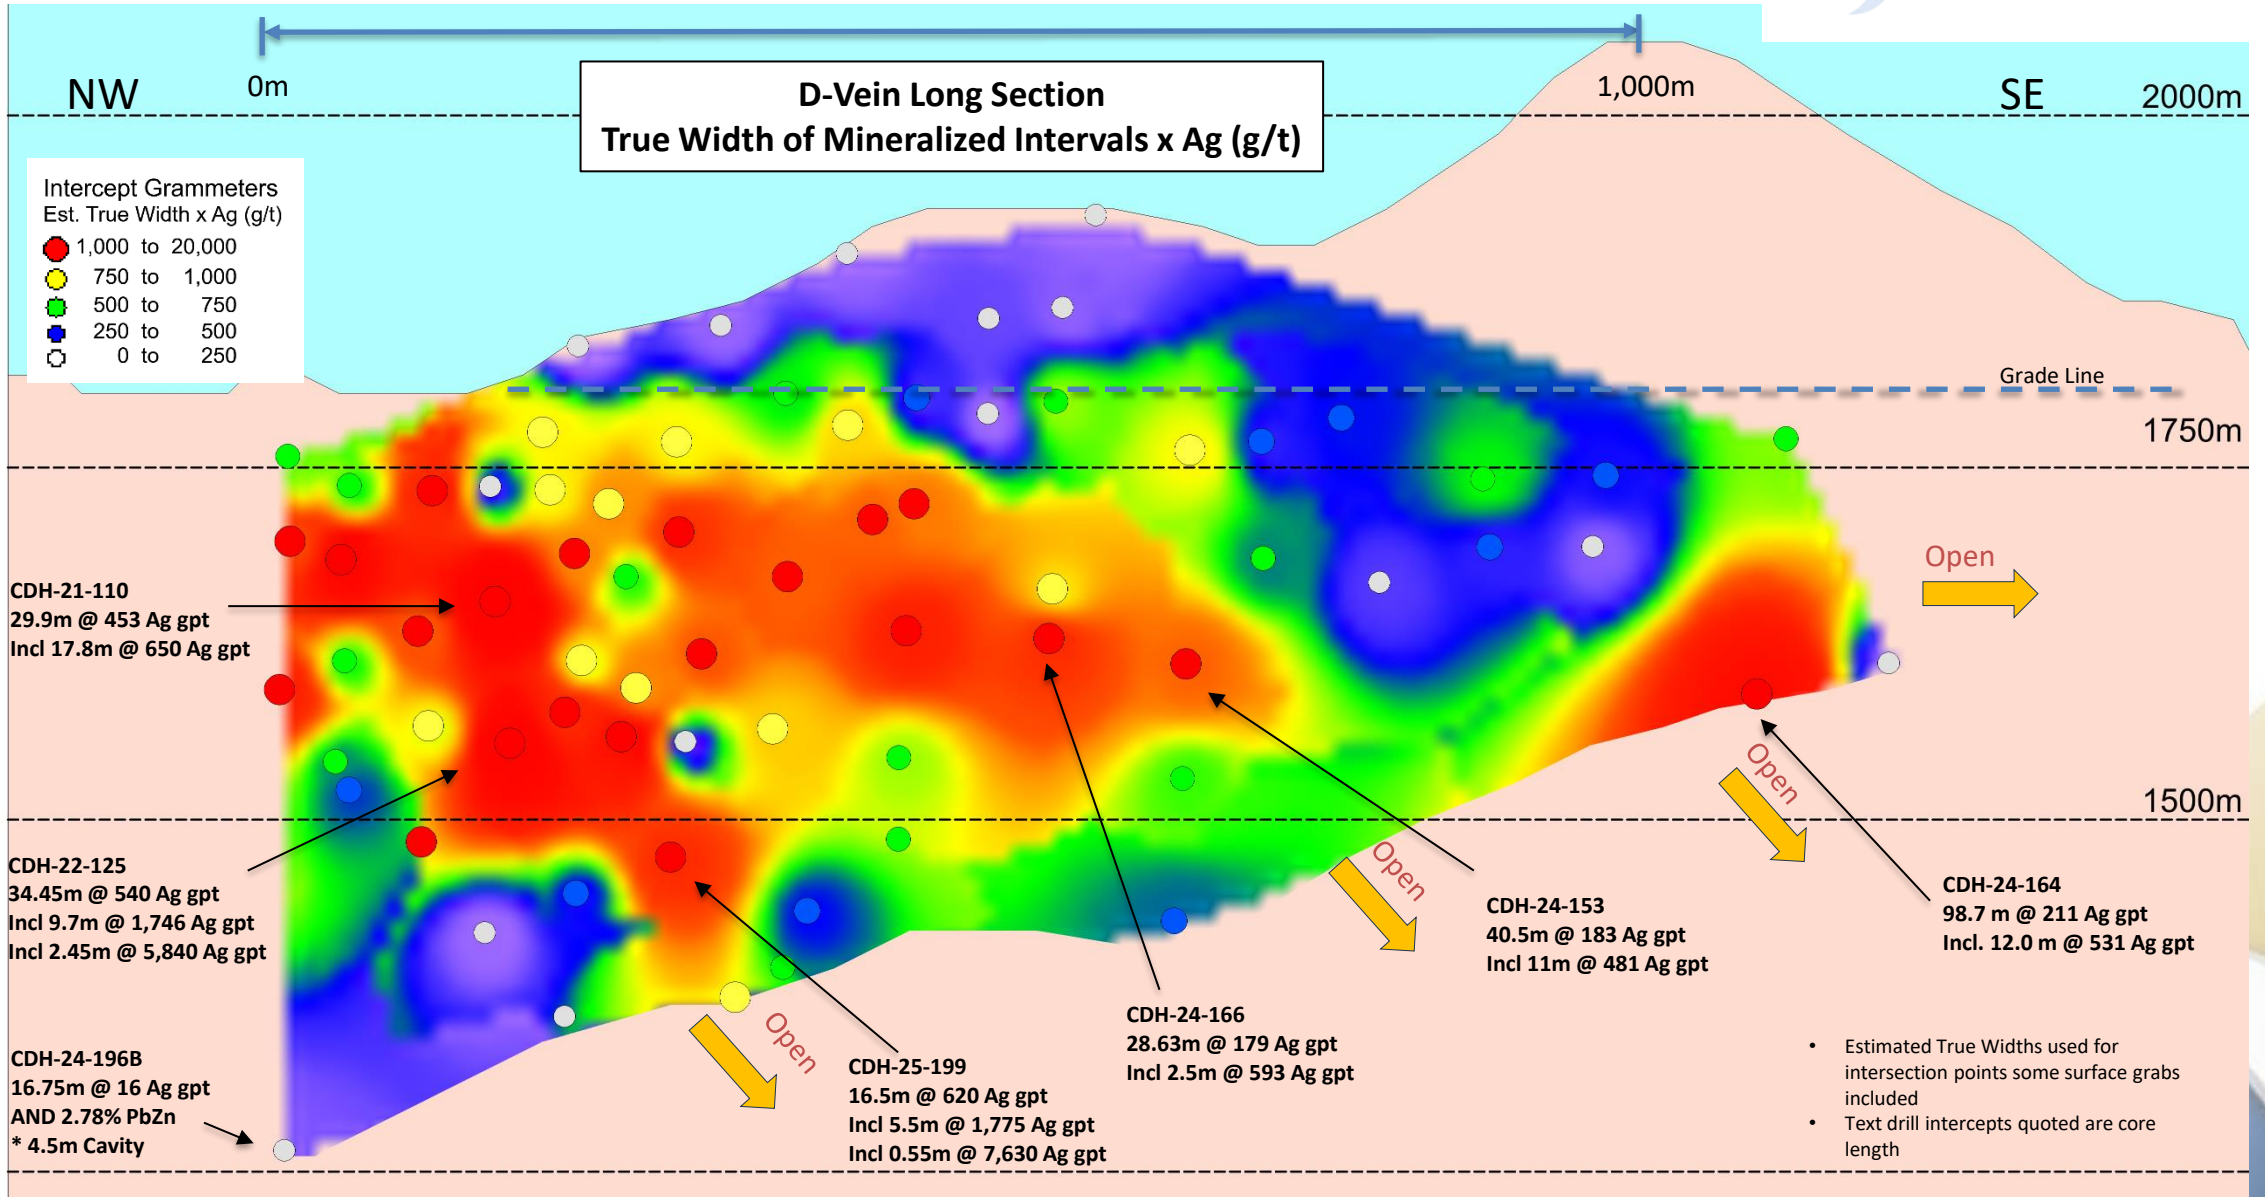 NW
0m
D-Vein Long Section
True Width of Mineralized Intervals x Ag (g/t)
1,000m
SE
2000m
Intercept Grammeters
Est. True Width x Ag (g/t)
1,000 to 20,000
750 to 1,000
500 to 750
250 to 500
0 to 250
Grade Line
1750m
Open
CDH-21-110
29.9m @ 453 Ag gpt
Incl 17.8m @ 650 Ag gpt
Open
1500m
CDH-22-125
34.45m @ 540 Ag gpt
Incl 9.7m @ 1,746 Ag gpt
Incl 2.45m @ 5,840 Ag gpt
Open
CDH-24-153
40.5m @ 183 Ag gpt
Incl 11m @ 481 Ag gpt
CDH-24-164
98.7 m @ 211 Ag gpt
Incl. 12.0 m @ 531 Ag gpt
CDH-24-166
28.63m @ 179 Ag gpt
Incl 2.5m @ 593 Ag gpt
Open
CDH-25-199
16.5m @ 620 Ag gpt
Incl 5.5m @ 1,775 Ag gpt
Incl 0.55m @ 7,630 Ag gpt
CDH-24-196B
16.75m @ 16 Ag gpt
AND 2.78% PbZn
* 4.5m Cavity
• Estimated True Widths used for
intersection points some surface grabs
included
• Text drill intercepts quoted are core
length